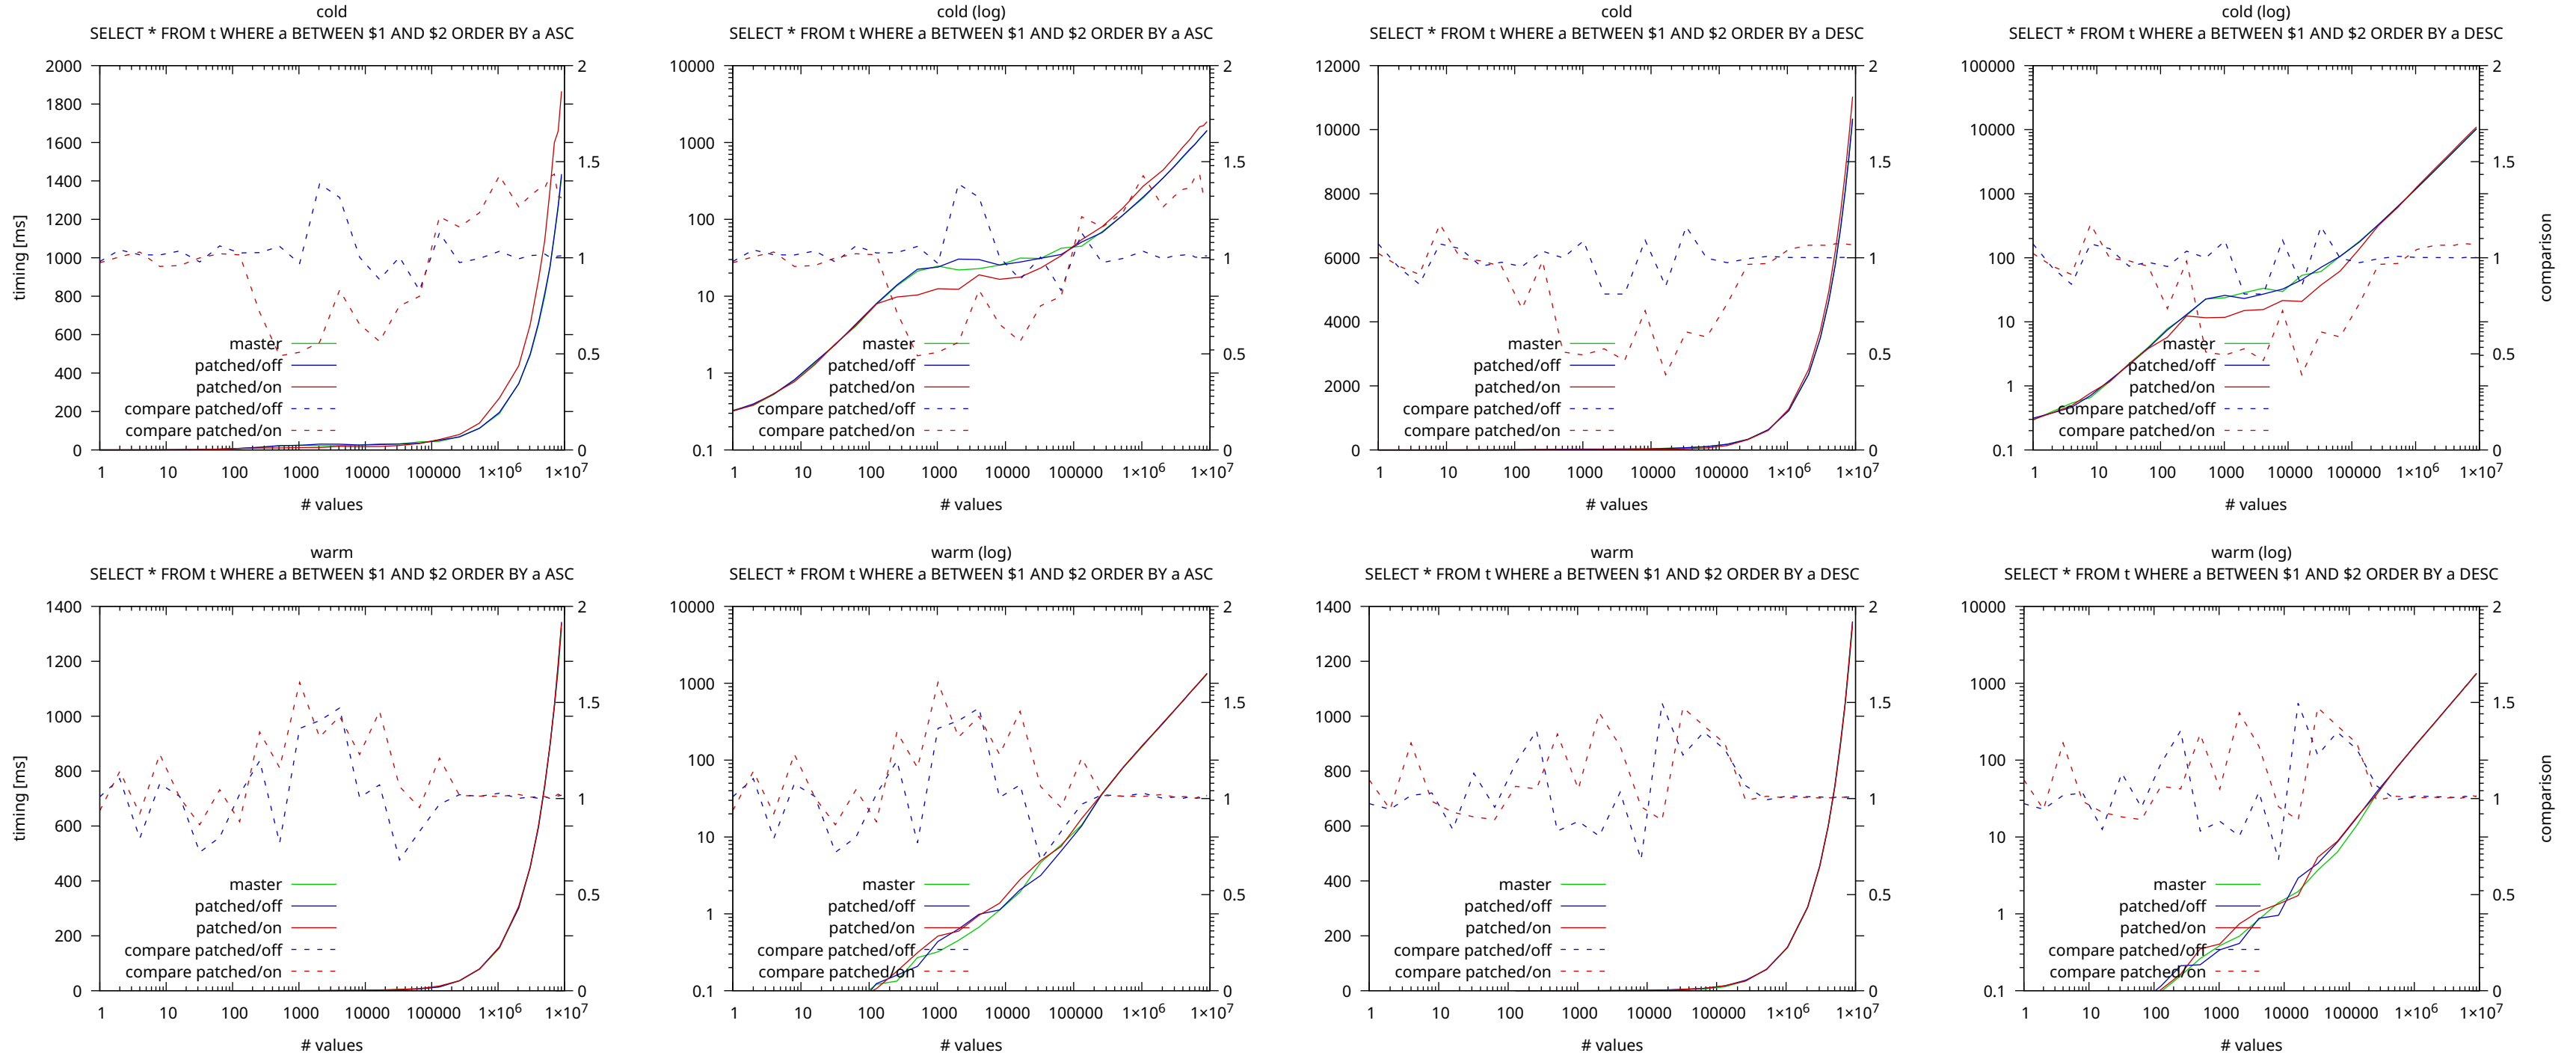 cold
SELECT * FROM t WHERE a BETWEEN $1 AND $2 ORDER BY a ASC
2000
1800
1600
1400
1200
1000
800
600
400
200
0
timing [ms]
2
1.5
1
0.5
0
master
patched/off
patched/on
compare patched/off
compare patched/on
1 10 100 1000 10000 100000 1×10⁶ 1×10⁷
# values
cold (log)
SELECT * FROM t WHERE a BETWEEN $1 AND $2 ORDER BY a ASC
10000
1000
100
10
1
0.1
2
1.5
1
0.5
0
master
patched/off
patched/on
compare patched/off
compare patched/on
1 10 100 1000 10000 100000 1×10⁶ 1×10⁷
# values
cold
SELECT * FROM t WHERE a BETWEEN $1 AND $2 ORDER BY a DESC
12000
10000
8000
6000
4000
2000
0
2
1.5
1
0.5
0
master
patched/off
patched/on
compare patched/off
compare patched/on
1 10 100 1000 10000 100000 1×10⁶ 1×10⁷
# values
cold (log)
SELECT * FROM t WHERE a BETWEEN $1 AND $2 ORDER BY a DESC
100000
10000
1000
100
10
1
0.1
2
1.5
1
0.5
0
comparison
master
patched/off
patched/on
compare patched/off
compare patched/on
1 10 100 1000 10000 100000 1×10⁶ 1×10⁷
# values
warm
SELECT * FROM t WHERE a BETWEEN $1 AND $2 ORDER BY a ASC
1400
1200
1000
800
600
400
200
0
timing [ms]
2
1.5
1
0.5
0
master
patched/off
patched/on
compare patched/off
compare patched/on
1 10 100 1000 10000 100000 1×10⁶ 1×10⁷
# values
warm (log)
SELECT * FROM t WHERE a BETWEEN $1 AND $2 ORDER BY a ASC
10000
1000
100
10
1
0.1
2
1.5
1
0.5
0
master
patched/off
patched/on
compare patched/off
compare patched/on
1 10 100 1000 10000 100000 1×10⁶ 1×10⁷
# values
warm
SELECT * FROM t WHERE a BETWEEN $1 AND $2 ORDER BY a DESC
1400
1200
1000
800
600
400
200
0
2
1.5
1
0.5
0
master
patched/off
patched/on
compare patched/off
compare patched/on
1 10 100 1000 10000 100000 1×10⁶ 1×10⁷
# values
warm (log)
SELECT * FROM t WHERE a BETWEEN $1 AND $2 ORDER BY a DESC
10000
1000
100
10
1
0.1
2
1.5
1
0.5
0
comparison
master
patched/off
patched/on
compare patched/off
compare patched/on
1 10 100 1000 10000 100000 1×10⁶ 1×10⁷
# values